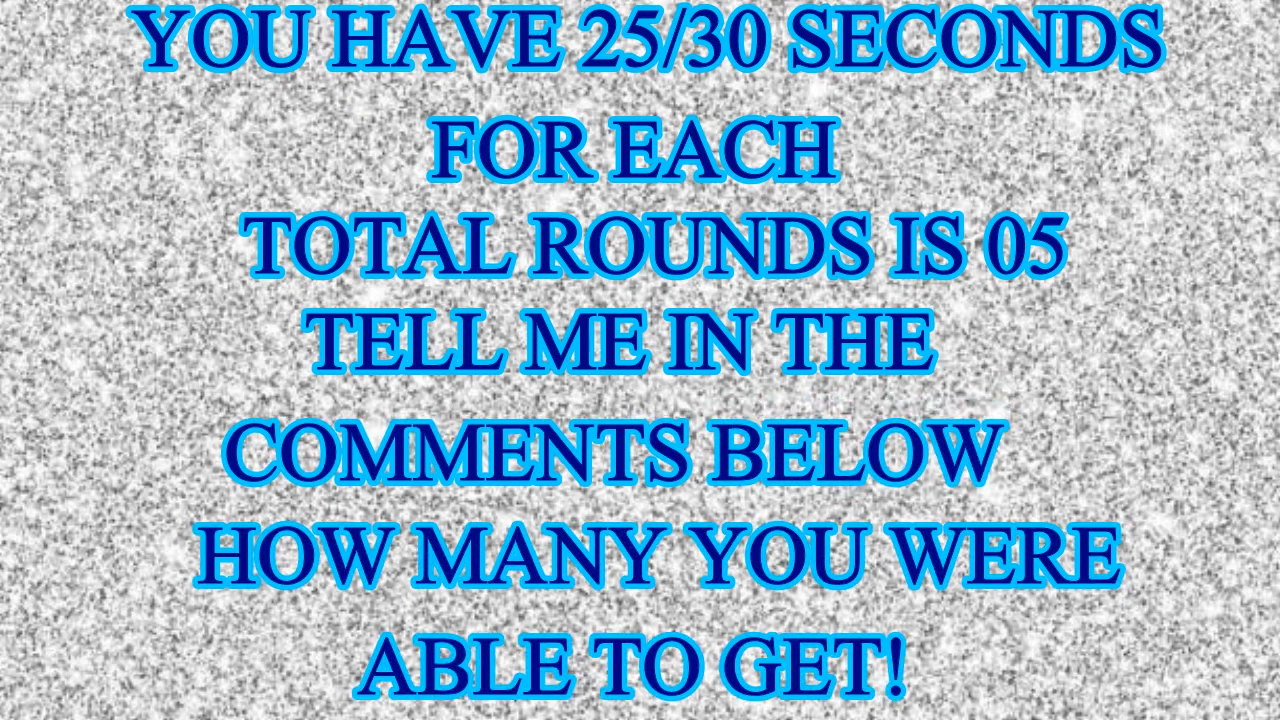 YOU HAVE 25/30 SECONDS
FOR EACH
TOTAL ROUNDS IS 05
TELL ME IN THE
COMMENTS BELOW
HOW MANY YOU WERE
ABLE TO GET!